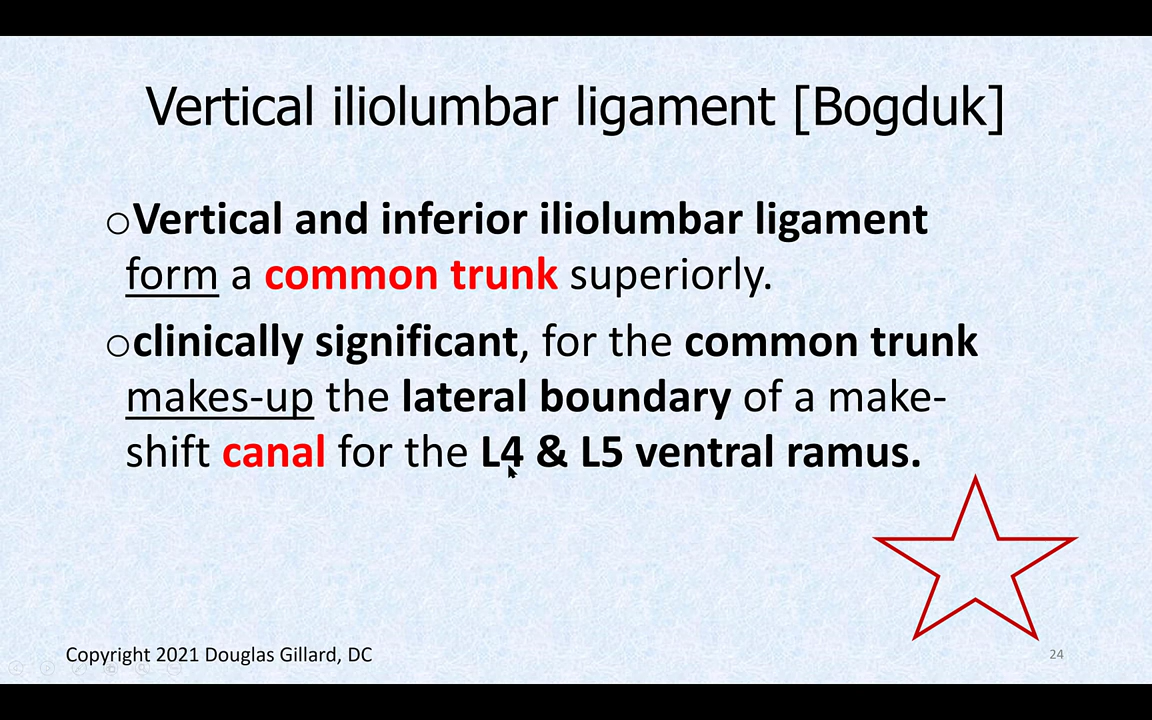 Vertical iliolumbar ligament [Bogduk]
oVertical and inferior iliolumbar ligament
form a common trunk superiorly.
oclinically significant, for the common trunk
makes-up the lateral boundary of a make-
shift canal for the L4 & L5 ventral ramus.
Copyright 2021 Douglas Gillard, DC
24